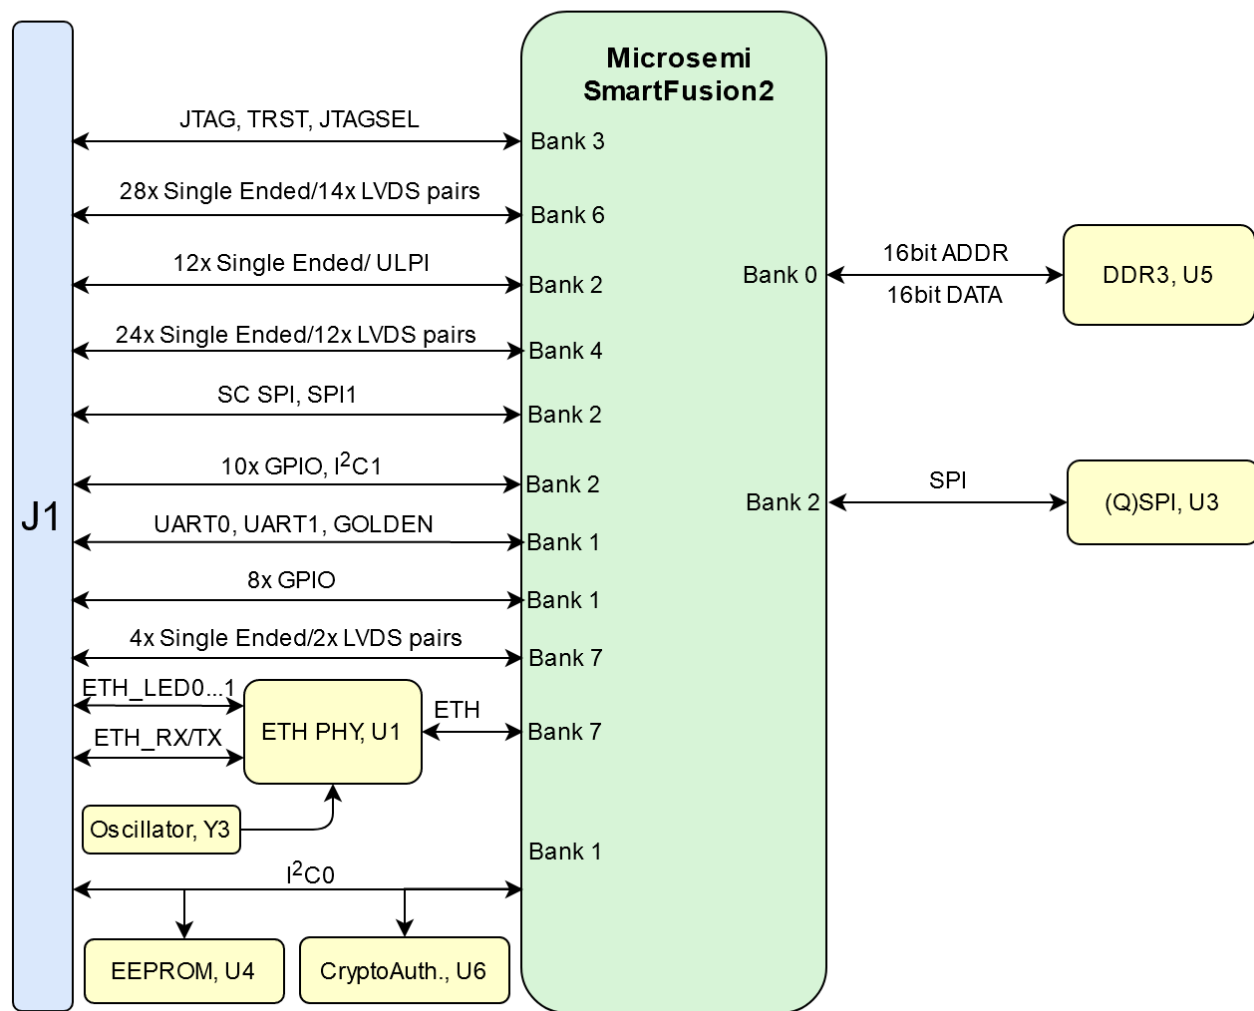 Microsemi
SmartFusion2
J1
JTAG, TRST, JTAGSEL
Bank 3
28x Single Ended/14x LVDS pairs
Bank 6
12x Single Ended/ ULPI
Bank 2
24x Single Ended/12x LVDS pairs
Bank 4
SC SPI, SPI1
Bank 2
10x GPIO, I²C1
Bank 2
UART0, UART1, GOLDEN
Bank 1
8x GPIO
Bank 1
4x Single Ended/2x LVDS pairs
Bank 7
ETH_LED0...1
ETH_RX/TX
ETH PHY, U1
ETH
Bank 7
Oscillator, Y3
Bank 1
I²C0
EEPROM, U4
CryptoAuth., U6
Bank 0
16bit ADDR
16bit DATA
DDR3, U5
Bank 2
SPI
(Q)SPI, U3